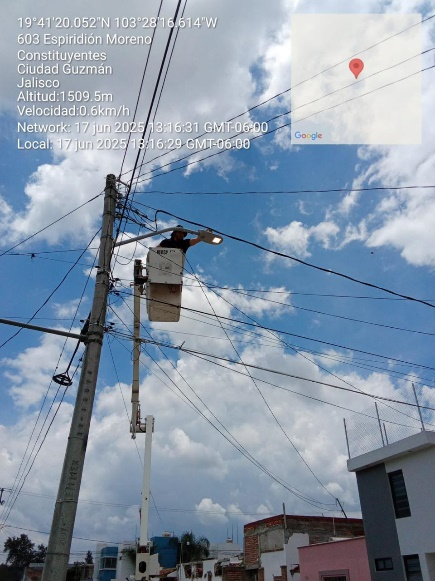 19°41'20.052"N 103°28'16.614"W
603 Espiridión Moreno
Constituyentes
Ciudad Guzmán
Jalisco
Altitud:1509.5m
Velocidad:0.6km/h
Network: 17 jun 2025 13:16:31 GMT-06:00
Local: 17 jun 2025 13:16:29 GMT-06:00
Google